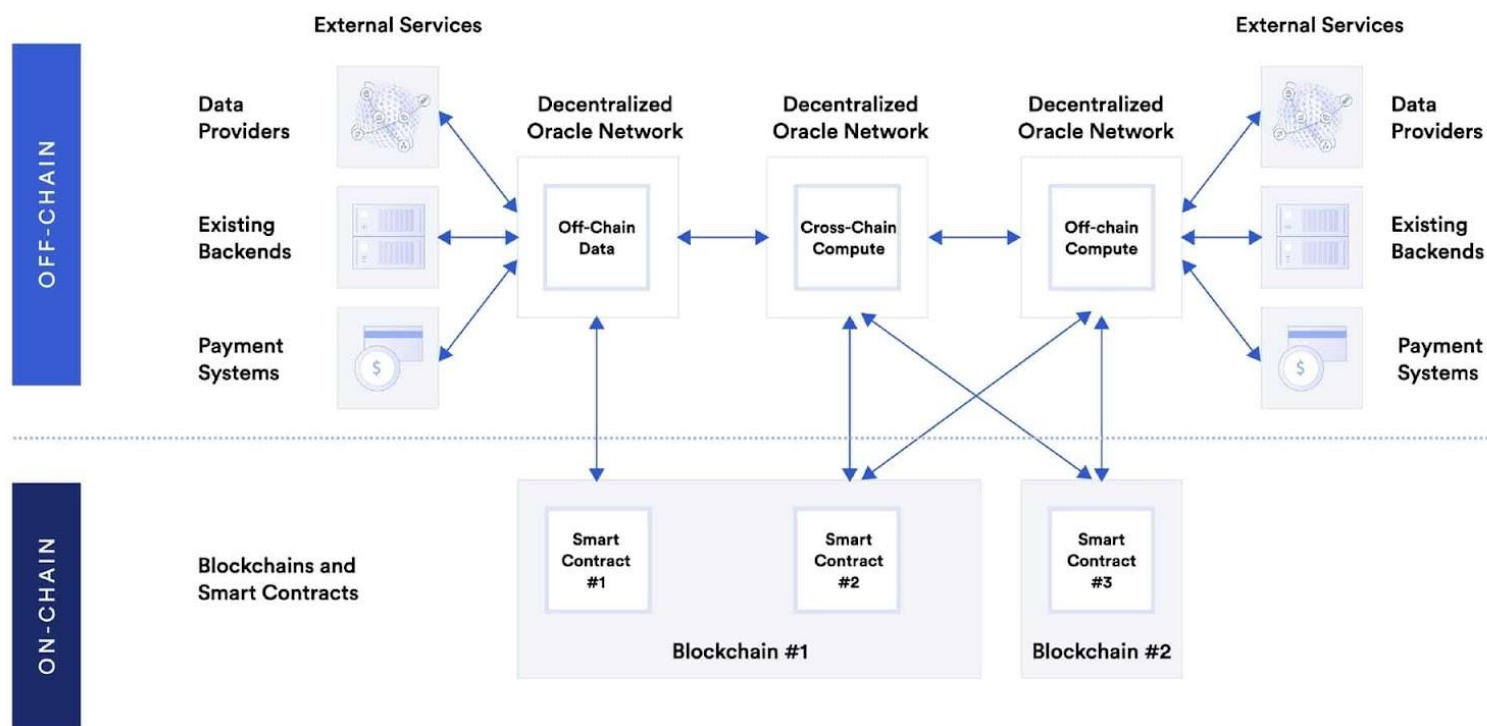 External Services
External Services
OFF-CHAIN
Data
Providers
Decentralized
Oracle Network
Decentralized
Oracle Network
Decentralized
Oracle Network
Data
Providers
Existing
Backends
Off-Chain
Data
Cross-Chain
Compute
Off-chain
Compute
Existing
Backends
Payment
Systems
$
$
Payment
Systems
ON-CHAIN
Blockchains and
Smart Contracts
Smart
Contract
#1
Smart
Contract
#2
Smart
Contract
#3
Blockchain #1
Blockchain #2